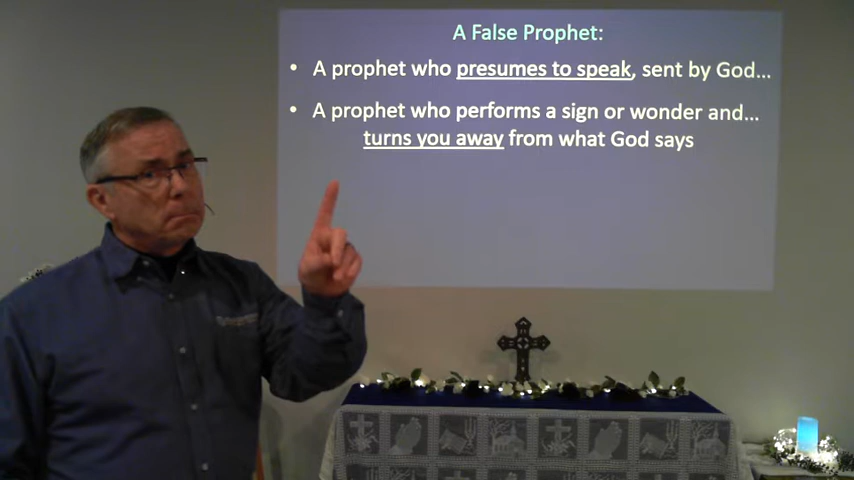 A False Prophet:
• A prophet who presumes to speak, sent by God...
• A prophet who performs a sign or wonder and...
turns you away from what God says